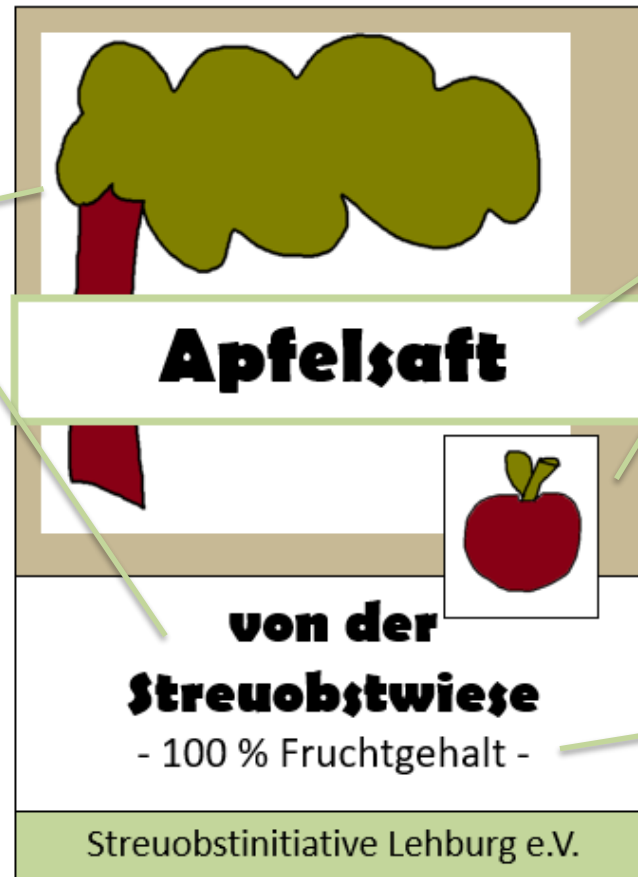 Apfelsaft
von der
Streuobstwiese
- 100 % Fruchtgehalt -
Streuobstinitiative Lehburg e.V.